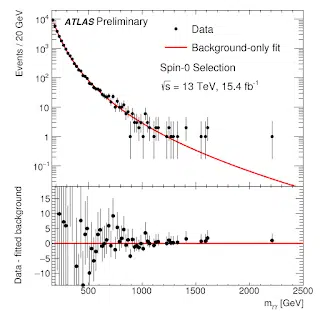 ATLAS Preliminary
Data
Background-only fit
Spin-0 Selection
√s = 13 TeV, 15.4 fb⁻¹
Events / 20 GeV
10⁴
10³
10²
10
1
10⁻¹
Data - fitted background
15
10
5
0
−5
−10
500 1000 1500 2000 2500
m_γγ [GeV]